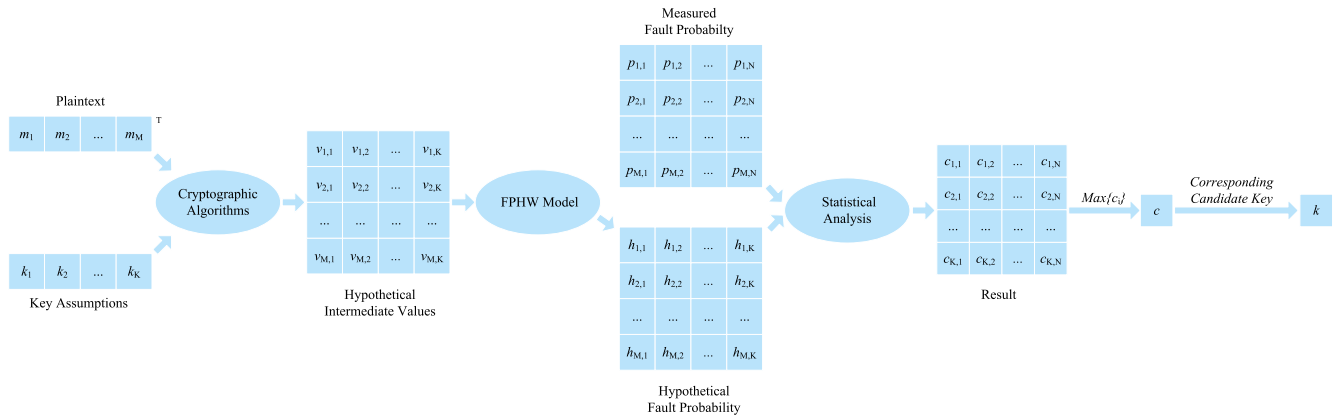 Plaintext
m1 m2 ... mM T
Cryptographic
Algorithms
k1 k2 ... kK
Key Assumptions
v1,1 v1,2 ... v1,K
v2,1 v2,2 ... v2,K
... ... ... ...
vM,1 vM,2 ... vM,K
Hypothetical
Intermediate Values
FPHW Model
Measured
Fault Probabilty
p1,1 p1,2 ... p1,N
p2,1 p2,2 ... p2,N
... ... ... ...
pM,1 pM,2 ... pM,N
h1,1 h1,2 ... h1,K
h2,1 h2,2 ... h2,K
... ... ... ...
hM,1 hM,2 ... hM,K
Hypothetical
Fault Probability
Statistical
Analysis
c1,1 c1,2 ... c1,N
c2,1 c2,2 ... c2,N
... ... ... ...
cK,1 cK,2 ... cK,N
Result
Max{ci}
c
Corresponding
Candidate Key
k